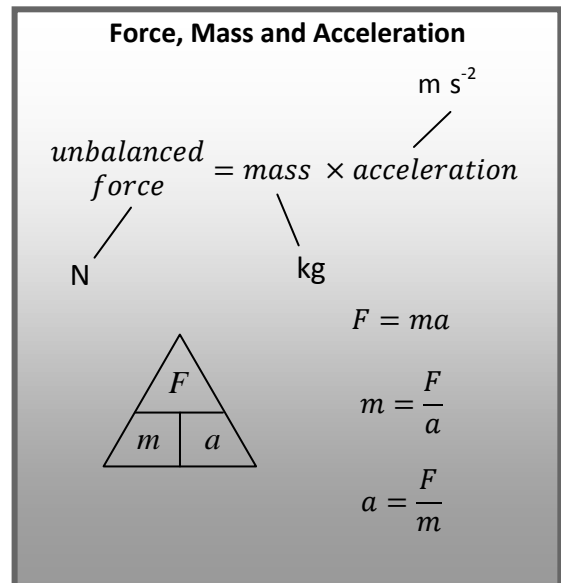 Force, Mass and Acceleration
m s⁻²
unbalanced
force = mass × acceleration
N
kg
F = ma
F
m a
m = F/a
a = F/m